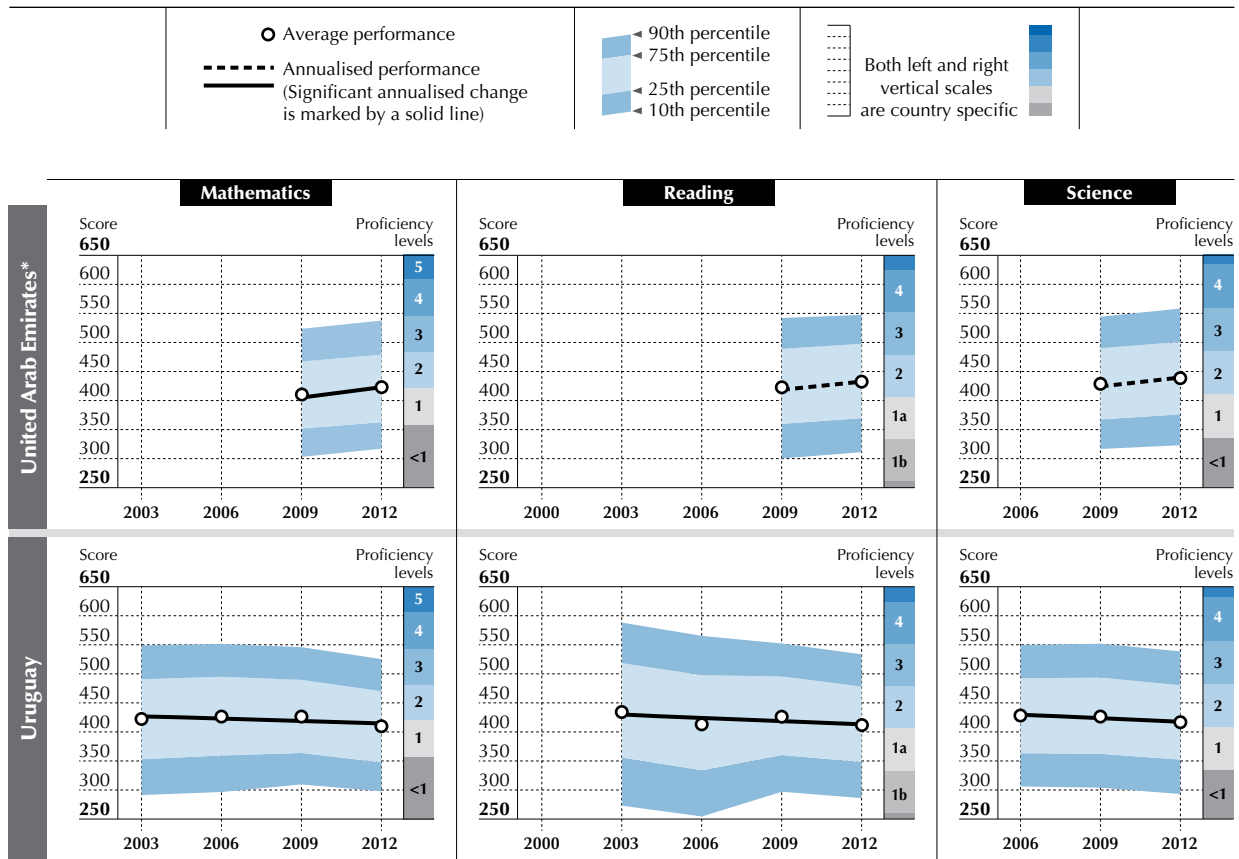 Average performance
Annualised performance
(Significant annualised change
is marked by a solid line)
90th percentile
75th percentile
25th percentile
10th percentile
Both left and right
vertical scales
are country specific
Mathematics
Reading
Science
United Arab Emirates*
Score
650
600
550
500
450
400
350
300
250
Proficiency
levels
5
4
3
2
1
<1
2003 2006 2009 2012
Score
650
600
550
500
450
400
350
300
250
Proficiency
levels
4
3
2
1a
1b
2000 2003 2006 2009 2012
Score
650
600
550
500
450
400
350
300
250
Proficiency
levels
4
3
2
1
<1
2006 2009 2012
Uruguay
Score
650
600
550
500
450
400
350
300
250
Proficiency
levels
5
4
3
2
1
<1
2003 2006 2009 2012
Score
650
600
550
500
450
400
350
300
250
Proficiency
levels
4
3
2
1a
1b
2000 2003 2006 2009 2012
Score
650
600
550
500
450
400
350
300
250
Proficiency
levels
4
3
2
1
<1
2006 2009 2012